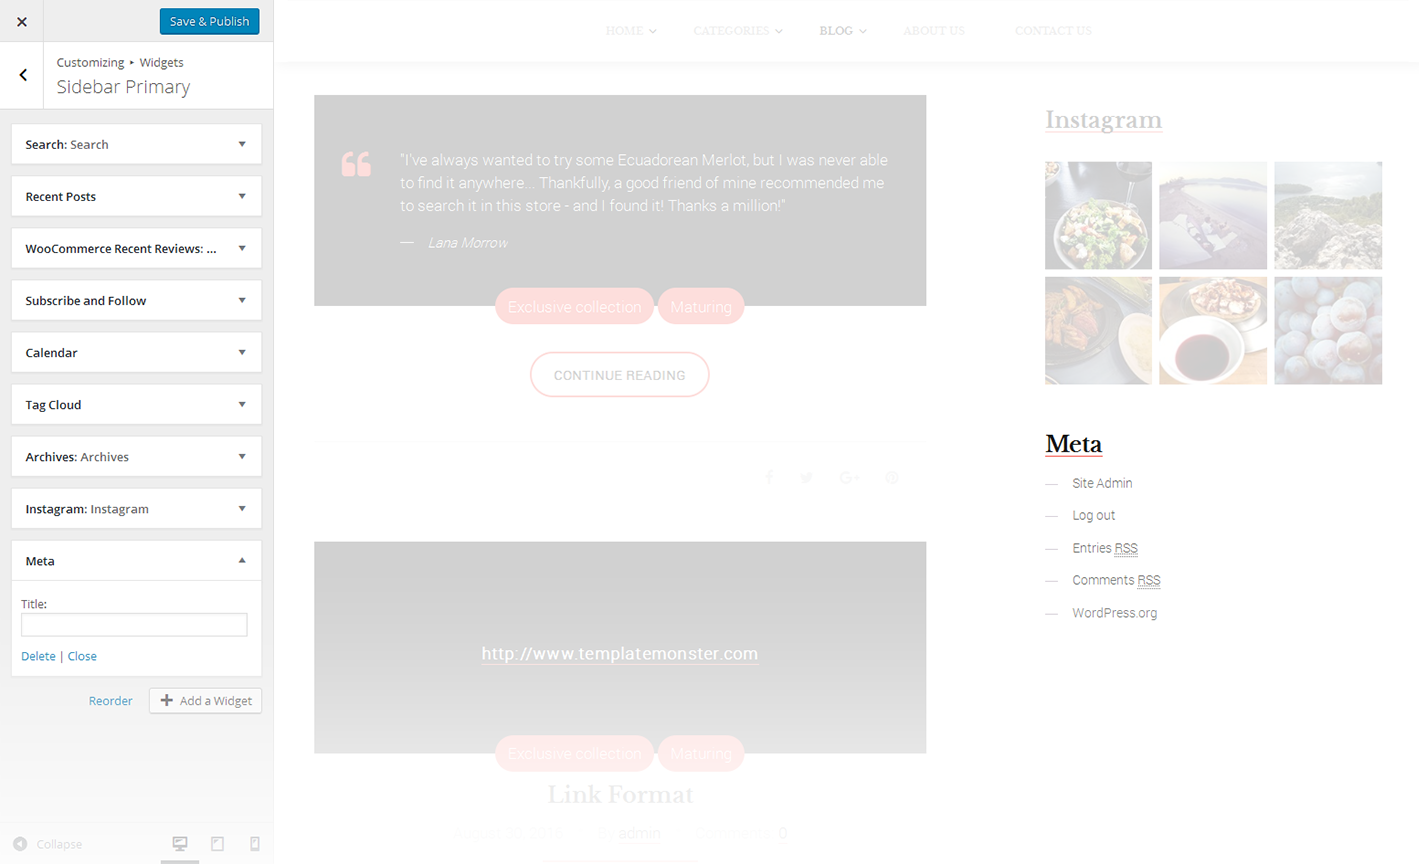 Save & Publish
Customizing ▸ Widgets
Sidebar Primary
Search: Search
Recent Posts
WooCommerce Recent Reviews: ...
Subscribe and Follow
Calendar
Tag Cloud
Archives: Archives
Instagram: Instagram
Meta
Title:
Delete | Close
Reorder
Add a Widget
Collapse
HOME CATEGORIES BLOG ABOUT US CONTACT US
"I've always wanted to try some Ecuadorean Merlot, but I was never able
to find it anywhere... Thankfully, a good friend of mine recommended me
to search it in this store - and I found it! Thanks a million!"
— Lana Morrow
Exclusive collection Maturing
CONTINUE READING
http://www.templatemonster.com
Exclusive collection Maturing
Link Format
admin 0
Instagram
Meta
— Site Admin
— Log out
— Entries RSS
— Comments RSS
— WordPress.org